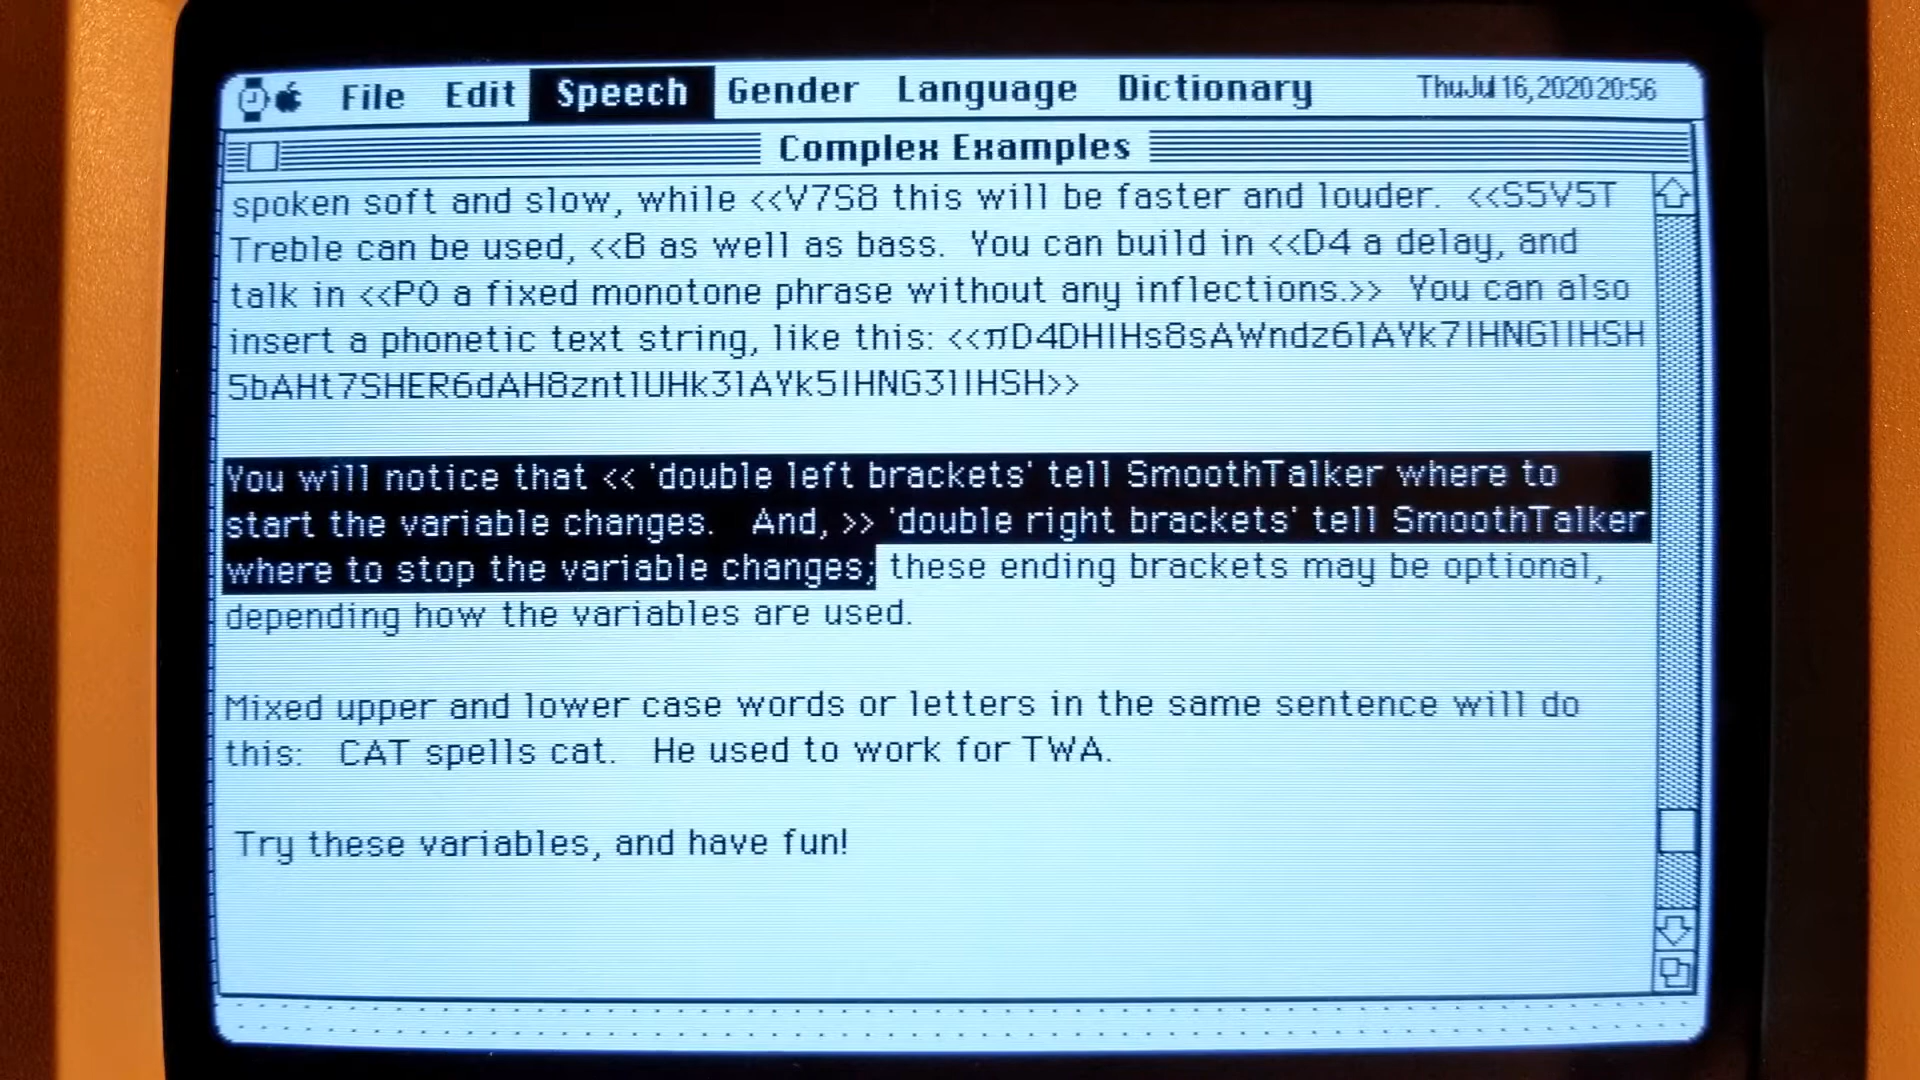 File Edit Speech Gender Language Dictionary ThuJul 16, 2020 20:56
Complex Examples
spoken soft and slow, while <<V7S8 this will be faster and louder. <<S5V5T
Treble can be used, <<B as well as bass. You can build in <<D4 a delay, and
talk in <<P0 a fixed monotone phrase without any inflections.>> You can also
insert a phonetic text string, like this: <<πD4DHIHs8sAWndz6lAYk7IHNG1IHSH
5bAHt7SHER6dAH8znt1UHk3lAYk5IHNG31IHSH>>
You will notice that << 'double left brackets' tell SmoothTalker where to
start the variable changes. And, >> 'double right brackets' tell SmoothTalker
where to stop the variable changes; these ending brackets may be optional,
depending how the variables are used.
Mixed upper and lower case words or letters in the same sentence will do
this: CAT spells cat. He used to work for TWA.
Try these variables, and have fun!